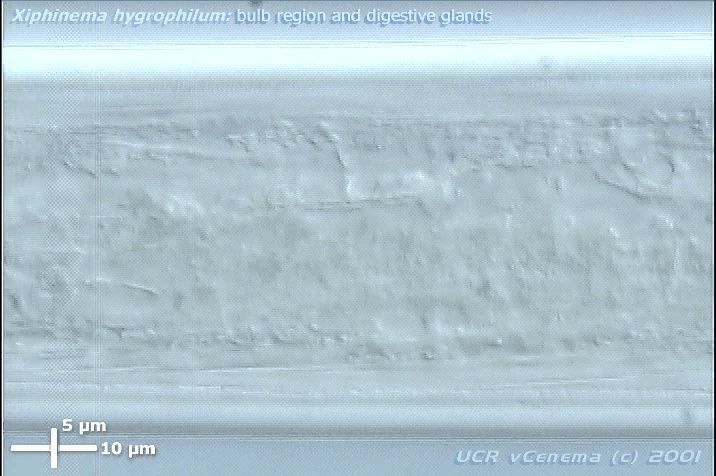 Xiphinema hygrophilum: bulb region and digestive glands
5 µm
10 µm
UCR vCenema (c) 2001